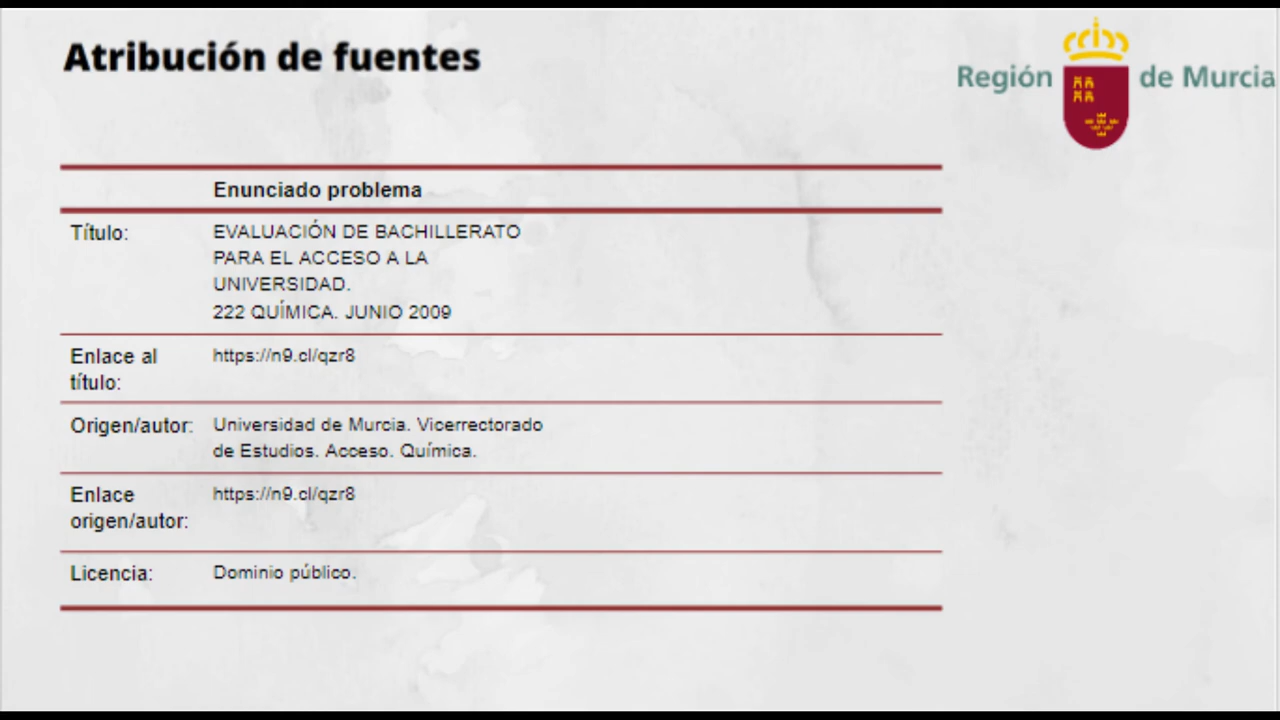 Atribución de fuentes
Región de Murcia
Enunciado problema
Título:
EVALUACIÓN DE BACHILLERATO
PARA EL ACCESO A LA
UNIVERSIDAD.
222 QUÍMICA. JUNIO 2009
Enlace al
título:
https://n9.cl/qzr8
Origen/autor:
Universidad de Murcia. Vicerrectorado
de Estudios. Acceso. Química.
Enlace
origen/autor:
https://n9.cl/qzr8
Licencia:
Dominio público.